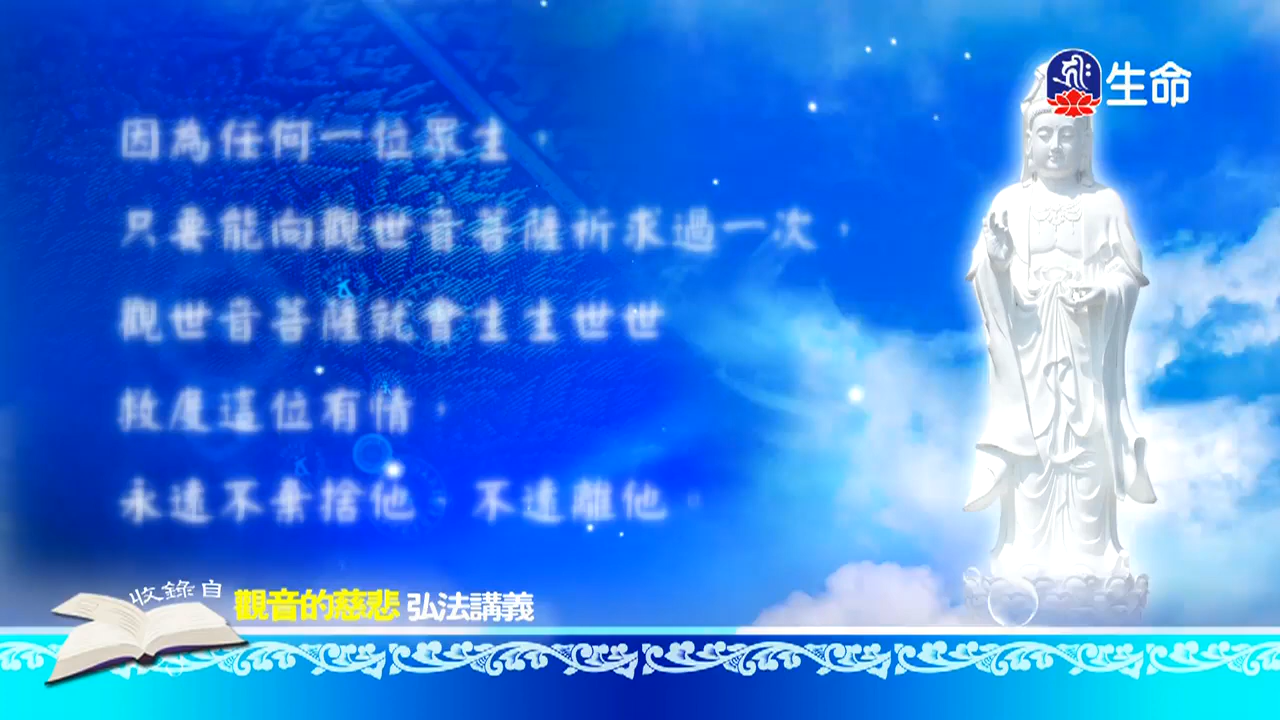 生命
因為任何一位眾生，
只要能向觀世音菩薩祈求過一次，
觀世音菩薩就會生生世世
救度這位有情，
永遠不棄捨他， 不遠離他。
收錄自 觀音的慈悲 弘法講義